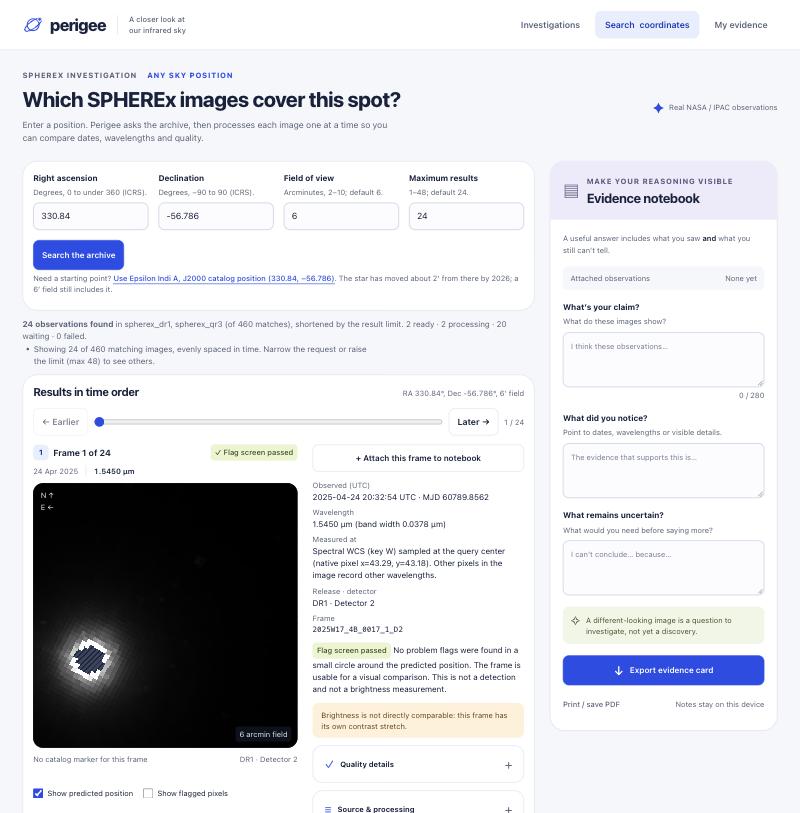 perigee
A closer look at
our infrared sky
Investigations
Search coordinates
My evidence
SPHEREX INVESTIGATION ANY SKY POSITION
Which SPHEREx images cover this spot?
Real NASA / IPAC observations
Enter a position. Perigee asks the archive, then processes each image one at a time so you
can compare dates, wavelengths and quality.
Right ascension
Degrees, 0 to under 360 (ICRS).
330.84
Declination
Degrees, −90 to 90 (ICRS).
-56.786
Field of view
Arcminutes, 2–10; default 6.
6
Maximum results
1–48; default 24.
24
Search the archive
Need a starting point? Use Epsilon Indi A, J2000 catalog position (330.84, −56.786). The star has moved about 2′ from there by 2026; a
6′ field still includes it.
24 observations found in spherex_dr1, spherex_qr3 (of 460 matches), shortened by the result limit. 2 ready · 2 processing · 20
waiting · 0 failed.
• Showing 24 of 460 matching images, evenly spaced in time. Narrow the request or raise
the limit (max 48) to see others.
Results in time order
RA 330.84°, Dec -56.786°, 6′ field
← Earlier
Later →
1 / 24
1 Frame 1 of 24
✓ Flag screen passed
24 Apr 2025 1.5450 µm
N ↑
E ←
6 arcmin field
No catalog marker for this frame
DR1 · Detector 2
Show predicted position
Show flagged pixels
+ Attach this frame to notebook
Observed (UTC)
2025-04-24 20:32:54 UTC · MJD 60789.8562
Wavelength
1.5450 µm (band width 0.0378 µm)
Measured at
Spectral WCS (key W) sampled at the query center
(native pixel x=43.29, y=43.18). Other pixels in the
image record other wavelengths.
Release · detector
DR1 · Detector 2
Frame
2025W17_4B_0017_1_D2
Flag screen passed No problem flags were found in a
small circle around the predicted position. The frame is
usable for a visual comparison. This is not a detection
and not a brightness measurement.
Brightness is not directly comparable: this frame has
its own contrast stretch.
Quality details +
Source & processing +
MAKE YOUR REASONING VISIBLE
Evidence notebook
A useful answer includes what you saw and what you
still can't tell.
Attached observations
None yet
What's your claim?
What do these images show?
I think these observations…
0 / 280
What did you notice?
Point to dates, wavelengths or visible details.
The evidence that supports this is…
What remains uncertain?
What would you need before saying more?
I can't conclude… because…
A different-looking image is a question to
investigate, not yet a discovery.
↓ Export evidence card
Print / save PDF
Notes stay on this device